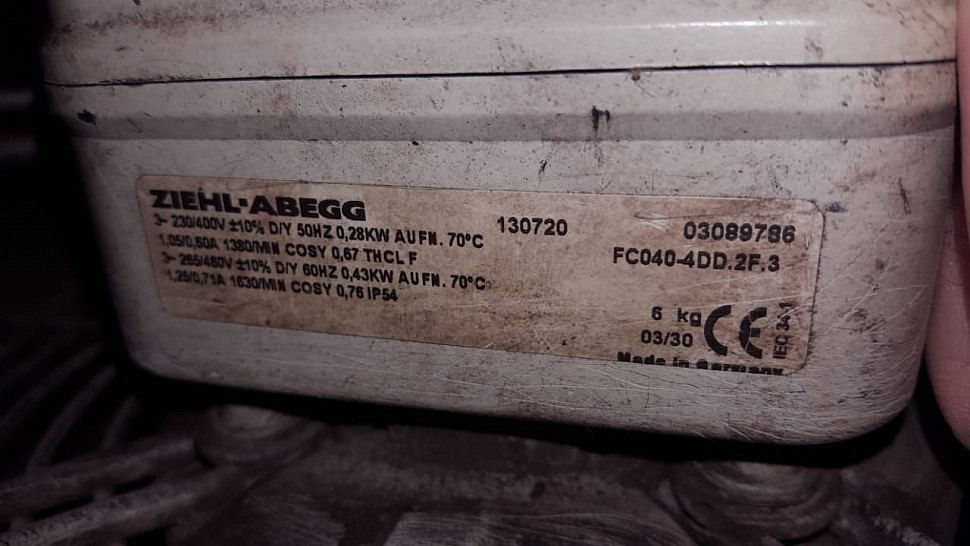 ZIEHL-ABEGG
3~ 230/400V ±10% D/Y 50HZ 0,28KW AUFN. 70°C
1,05/0,60A 1380/MIN COSY 0,67 THCL F
3~ 265/460V ±10% D/Y 60HZ 0,43KW AUFN. 70°C
1,25/0,71A 1630/MIN COSY 0,76 IP54
130720
03089786
FC040-4DD.2F.3
6 kg
03/30
CE
IEC 34-1
Made in Germany